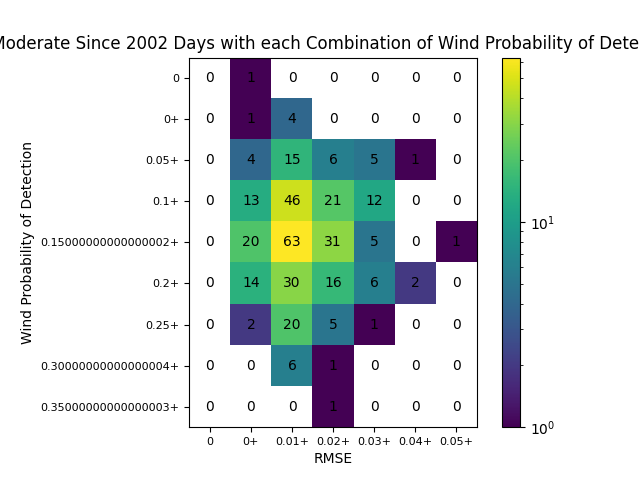 Moderate Since 2002 Days with each Combination of Wind Probability of Dete
Wind Probability of Detection
0 0 1 0 0 0 0 0
0+ 0 1 4 0 0 0 0
0.05+ 0 4 15 6 5 1 0
0.1+ 0 13 46 21 12 0 0
0.15000000000000002+ 0 20 63 31 5 0 1
0.2+ 0 14 30 16 6 2 0
0.25+ 0 2 20 5 1 0 0
0.30000000000000004+ 0 0 6 1 0 0 0
0.35000000000000003+ 0 0 0 1 0 0 0
0 0+ 0.01+ 0.02+ 0.03+ 0.04+ 0.05+
RMSE
10¹
10⁰